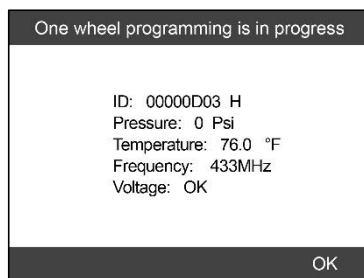 One wheel programming is in progress
ID: 00000D03 H
Pressure: 0 Psi
Temperature: 76.0 °F
Frequency: 433MHz
Voltage: OK
OK